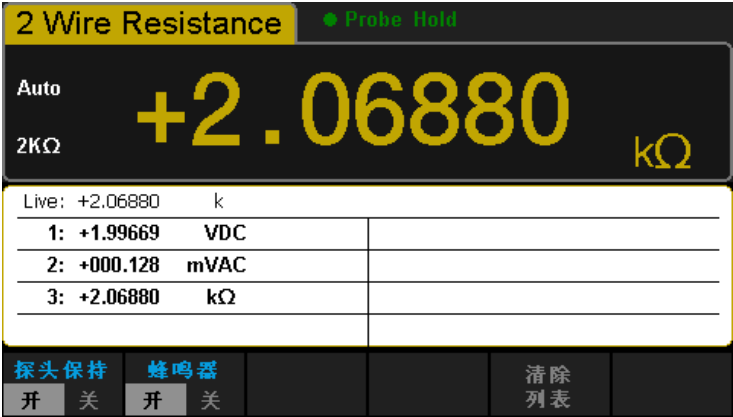 2 Wire Resistance
Probe Hold
Auto
+2.06880
2KΩ
kΩ
Live: +2.06880 k
1: +1.99669 VDC
2: +000.128 mVAC
3: +2.06880 kΩ
探头保持 蜂鸣器 清除
开 关 开 关 列表